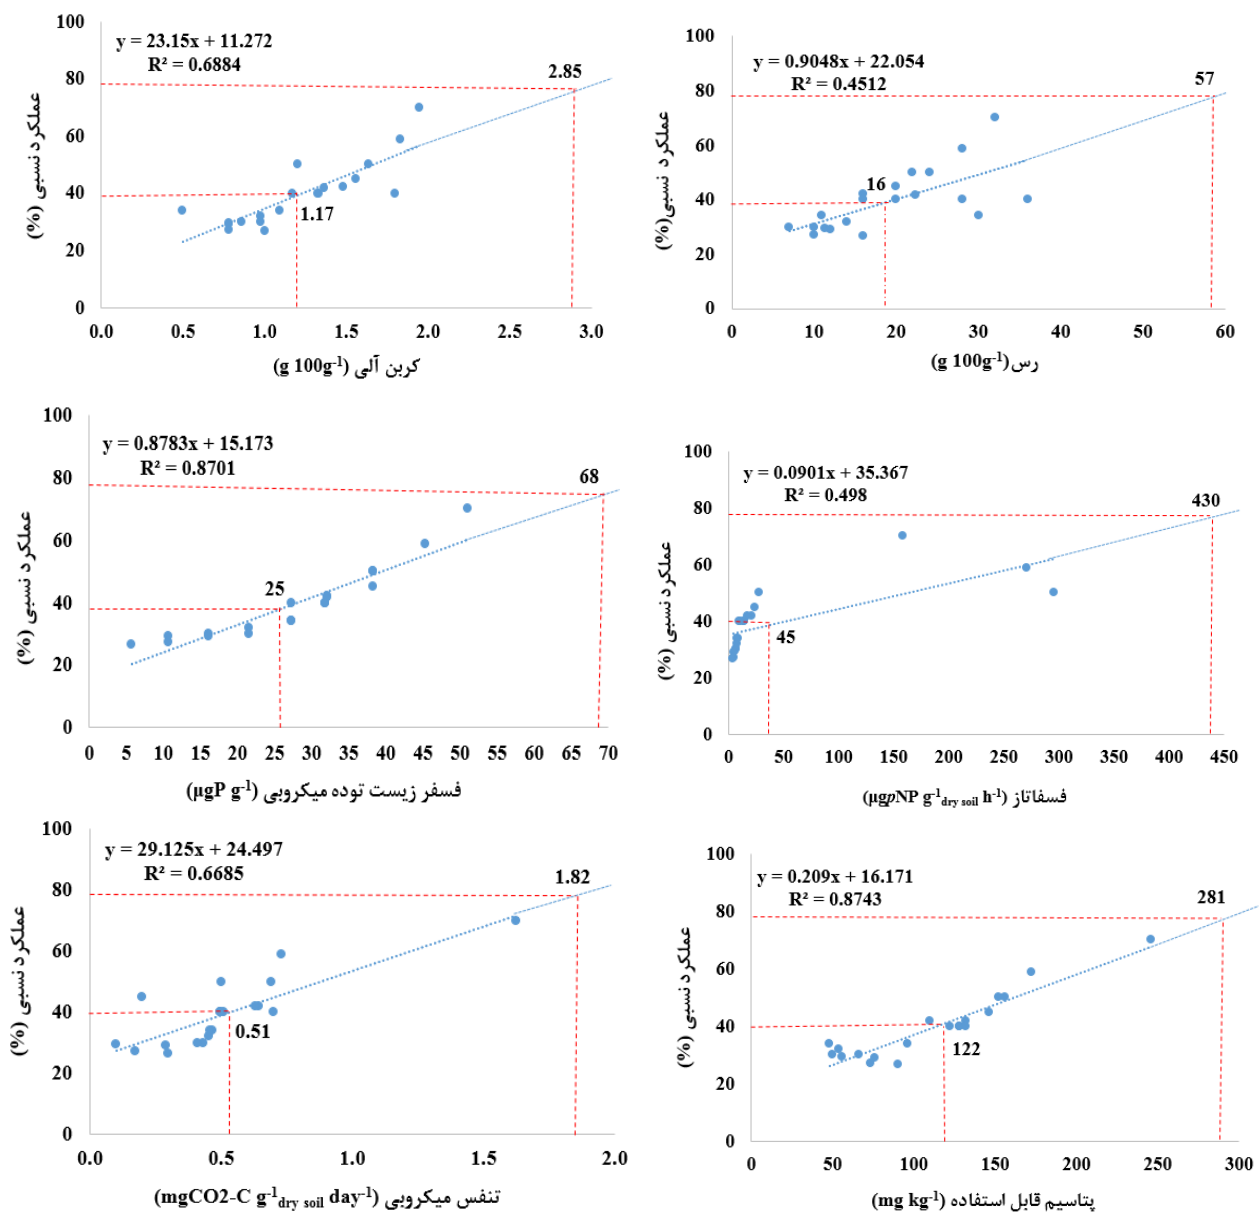 y = 23.15x + 11.272
R² = 0.6884
2.85
1.17
عملکرد نسبی (%)
100
80
60
40
20
0
0.0 0.5 1.0 1.5 2.0 2.5 3.0
کربن آلی (g 100g-1)
y = 0.9048x + 22.054
R² = 0.4512
57
16
عملکرد نسبی(%)
100
80
60
40
20
0
0 10 20 30 40 50 60
رس(g 100g-1)
y = 0.8783x + 15.173
R² = 0.8701
68
25
عملکرد نسبی (%)
100
80
60
40
20
0
0 5 10 15 20 25 30 35 40 45 50 55 60 65 70
فسفر زیست توده میکروبی (µgP g-1)
y = 0.0901x + 35.367
R² = 0.498
430
45
عملکرد نسبی (%)
100
80
60
40
20
0
0 50 100 150 200 250 300 350 400 450
فسفاتاز (µgpNP g-1dry soil h-1)
y = 29.125x + 24.497
R² = 0.6685
1.82
0.51
عملکرد نسبی (%)
100
80
60
40
20
0
0.0 0.5 1.0 1.5 2.0
تنفس میکروبی (mgCO2-C g-1dry soil day-1)
y = 0.209x + 16.171
R² = 0.8743
281
122
عملکرد نسبی (%)
100
80
60
40
20
0
0 50 100 150 200 250 300
پتاسیم قابل استفاده (mg kg-1)